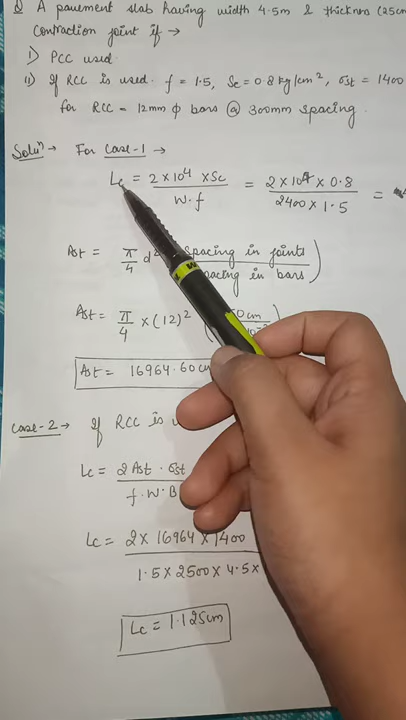 Q A pavement slab having width 4.5m & thickness (25cm
contraction joint if →
i) PCC used.
ii) If RCC is used. f = 1.5, Sc = 0.8 kg/cm², σst = 1400
for RCC = 12mm ϕ bars @ 300mm spacing.
Soluⁿ → For Case-1 →
Lc = 2 × 10⁴ × Sc / W. f = 2 × 10⁴ × 0.8 / 2400 × 1.5 =
Ast = π/4 d² spacing in joints / spacing in bars)
Ast = π/4 × (12)² ( 0cm
Ast = 16964.60cm
Case-2 → If RCC is
Lc = 2 Ast . σst / f. W. B
Lc = 2 × 16964 × 1400 / 1.5 × 2500 × 4.5 ×
Lc = 1.125cm